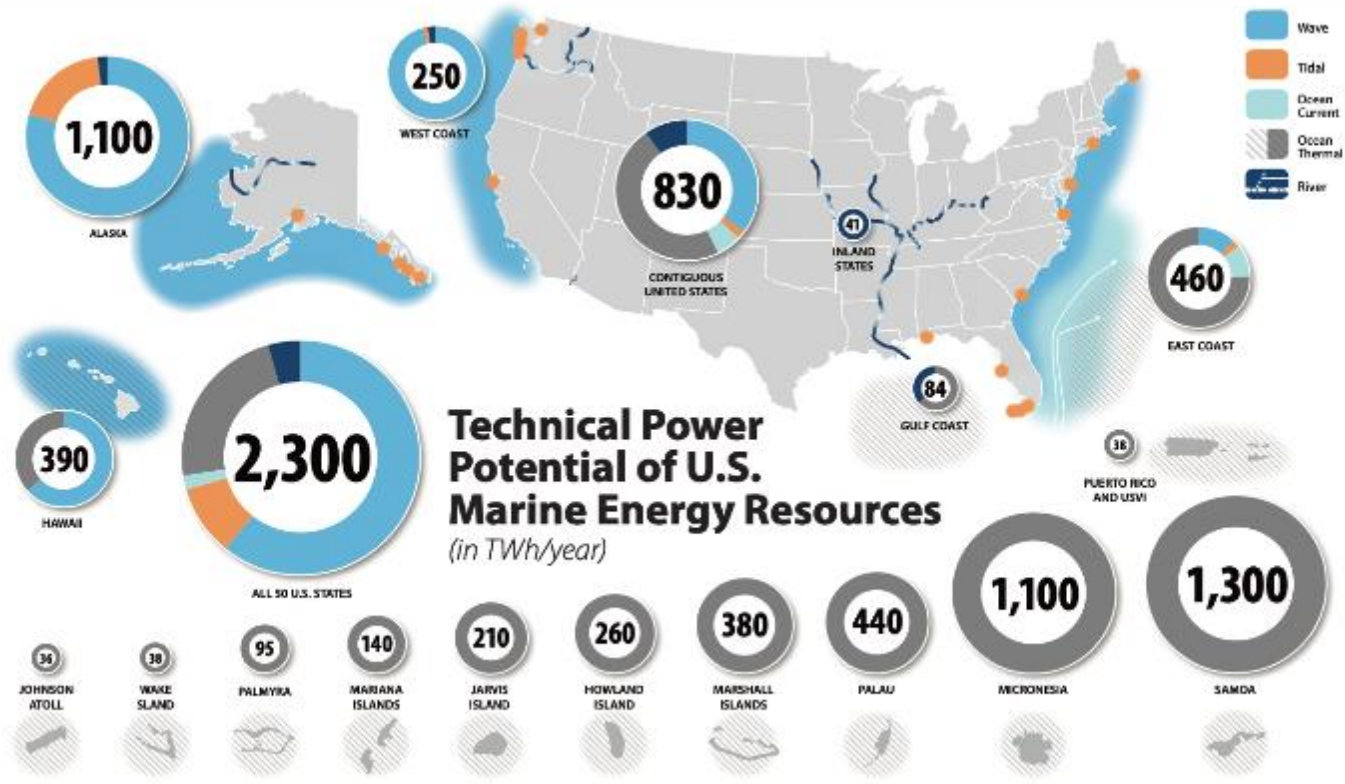 Wave
Tidal
Ocean
Current
Ocean
Thermal
River
1,100
ALASKA
250
WEST COAST
830
CONTIGUOUS
UNITED STATES
41
INLAND
STATES
460
EAST COAST
84
GULF COAST
390
HAWAII
2,300
ALL 50 U.S. STATES
Technical Power
Potential of U.S.
Marine Energy Resources
(in TWh/year)
38
PUERTO RICO
AND USVI
36
JOHNSON
ATOLL
38
WAKE
SLAND
95
PALMYRA
140
MARIANA
ISLANDS
210
JARVIS
ISLAND
260
HOWLAND
ISLAND
380
MARSHALL
ISLANDS
440
PALAU
1,100
MICRONESIA
1,300
SAMOA